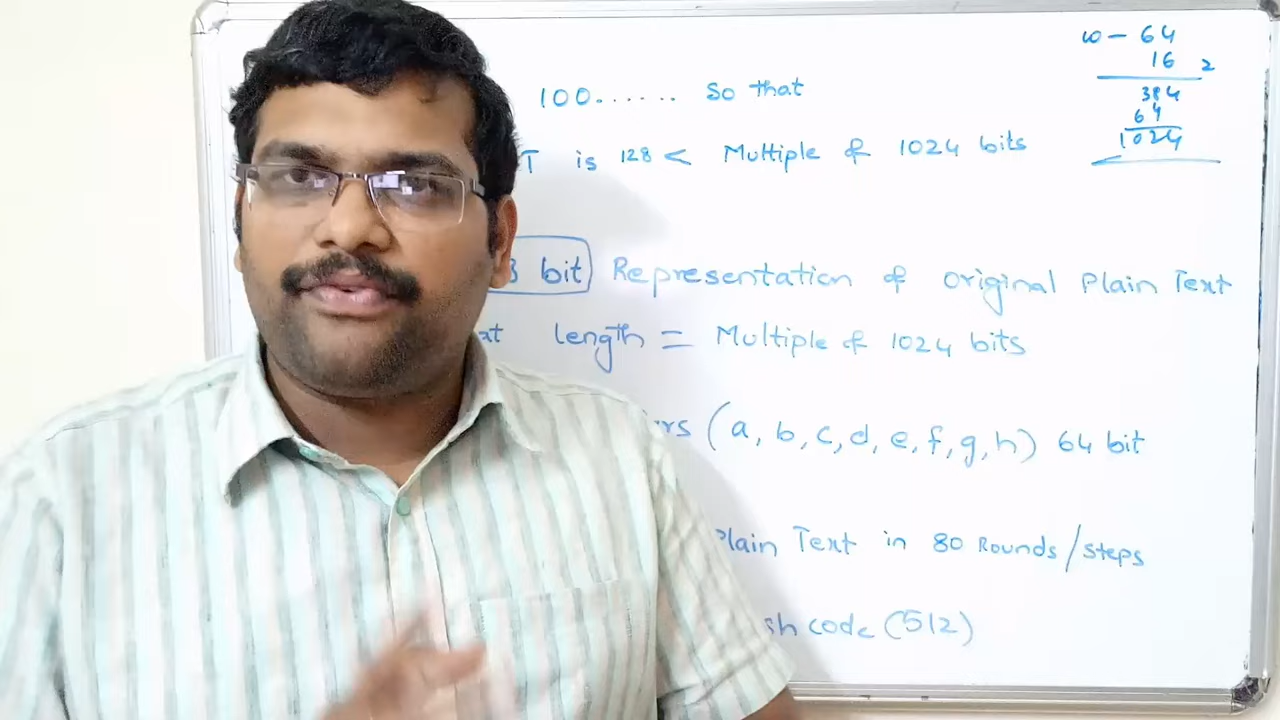 100...... So that
T is 128 < Multiple of 1024 bits
bit Representation of original Plain Text
length = Multiple of 1024 bits
(a, b, c, d, e, f, g, h) 64 bit
Plain Text in 80 Rounds/steps
code (512)
w - 64
16 2
384
64
1024